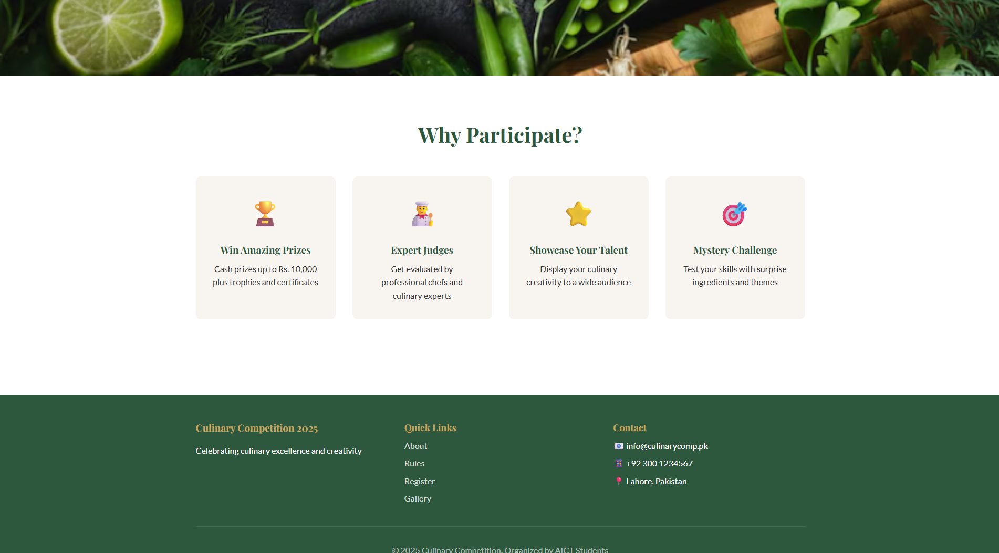 Why Participate?
Win Amazing Prizes
Cash prizes up to Rs. 10,000
plus trophies and certificates
Expert Judges
Get evaluated by
professional chefs and
culinary experts
Showcase Your Talent
Display your culinary
creativity to a wide audience
Mystery Challenge
Test your skills with surprise
ingredients and themes
Culinary Competition 2025
Celebrating culinary excellence and creativity
Quick Links
About
Rules
Register
Gallery
Contact
info@culinarycomp.pk
+92 300 1234567
Lahore, Pakistan
© 2025 Culinary Competition. Organized by AICT Students